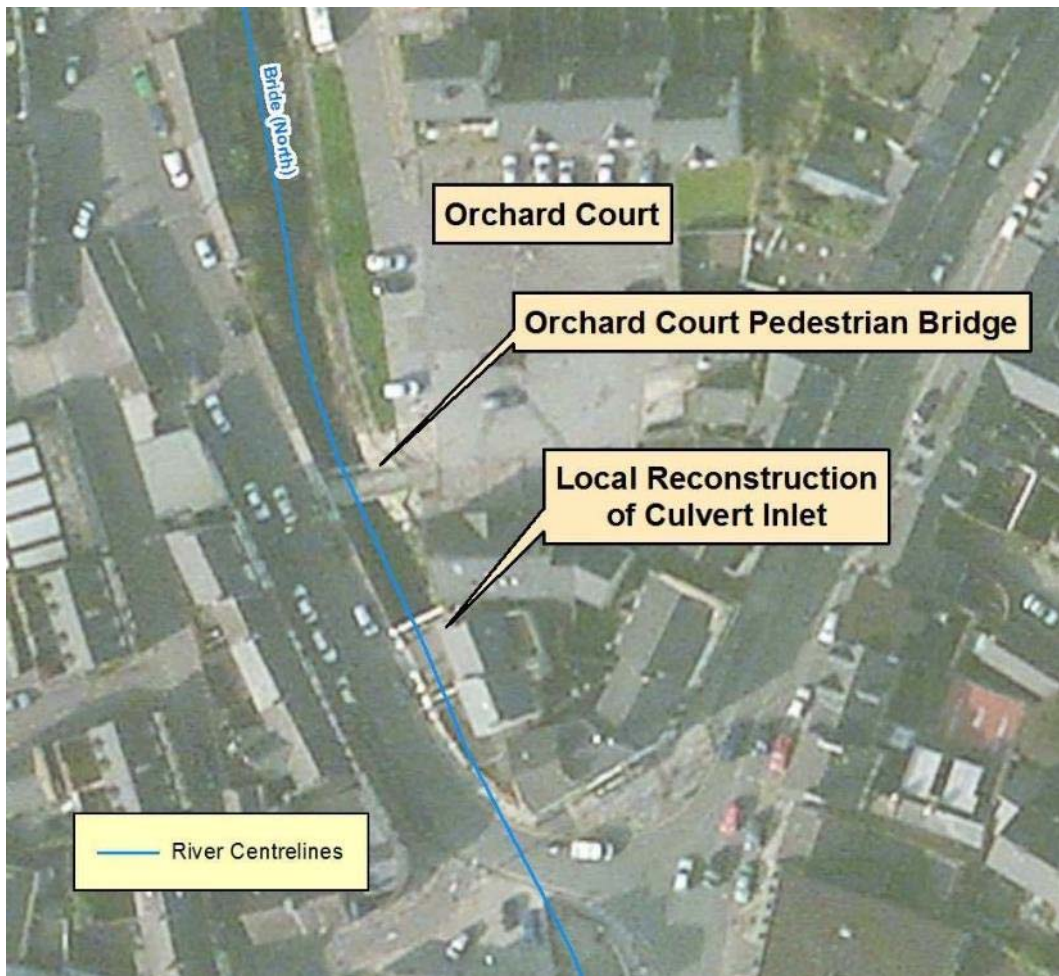 Bride (North)
Orchard Court
Orchard Court Pedestrian Bridge
Local Reconstruction
of Culvert Inlet
River Centrelines